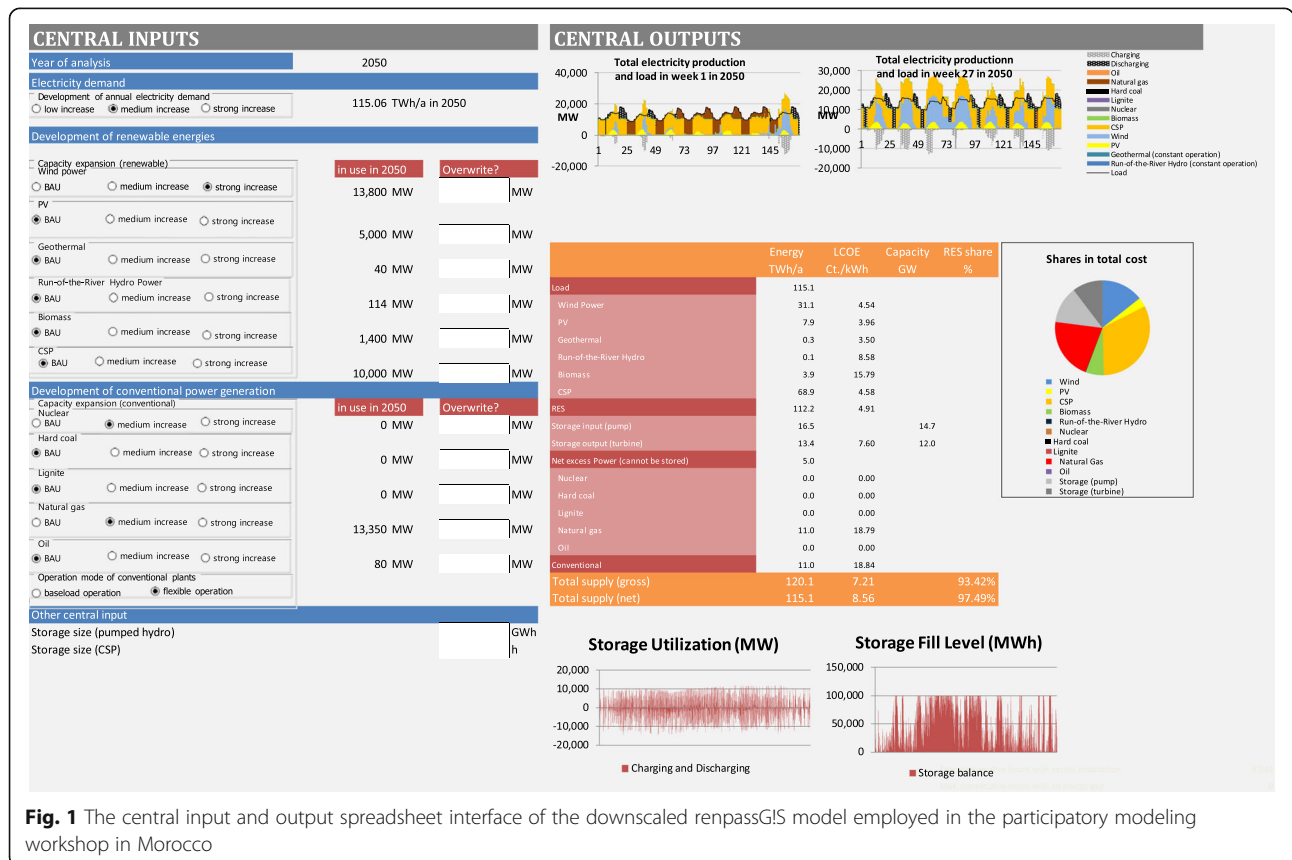 CENTRAL INPUTS
Year of analysis 2050
Electricity demand
Development of annual electricity demand
low increase medium increase strong increase
115.06 TWh/a in 2050
Development of renewable energies
Capacity expansion (renewable)
in use in 2050 Overwrite?
Wind power
BAU medium increase strong increase
13,800 MW MW
PV
BAU medium increase strong increase
5,000 MW MW
Geothermal
BAU medium increase strong increase
40 MW MW
Run-of-the-River Hydro Power
BAU medium increase strong increase
114 MW MW
Biomass
BAU medium increase strong increase
1,400 MW MW
CSP
BAU medium increase strong increase
10,000 MW MW
Development of conventional power generation
Capacity expansion (conventional)
in use in 2050 Overwrite?
Nuclear
BAU medium increase strong increase
0 MW MW
Hard coal
BAU medium increase strong increase
0 MW MW
Lignite
BAU medium increase strong increase
0 MW MW
Natural gas
BAU medium increase strong increase
13,350 MW MW
Oil
BAU medium increase strong increase
80 MW MW
Operation mode of conventional plants
baseload operation flexible operation
Other central input
Storage size (pumped hydro) GWh
Storage size (CSP) h
CENTRAL OUTPUTS
Total electricity production
and load in week 1 in 2050
40,000
20,000
MW
0
-20,000
1 25 49 73 97 121 145
Total electricity productionn
and load in week 27 in 2050
30,000
20,000
10,000
MW
0
-10,000
-20,000
1 25 49 73 97 121 145
Charging
Discharging
Oil
Natural gas
Hard coal
Lignite
Nuclear
Biomass
CSP
Wind
PV
Geothermal (constant operation)
Run-of-the-River Hydro (constant operation)
Load
Energy LCOE Capacity RES share
TWh/a Ct./kWh GW %
Load 115.1
Wind Power 31.1 4.54
PV 7.9 3.96
Geothermal 0.3 3.50
Run-of-the-River Hydro 0.1 8.58
Biomass 3.9 15.79
CSP 68.9 4.58
RES 112.2 4.91
Storage input (pump) 16.5 14.7
Storage output (turbine) 13.4 7.60 12.0
Net excess Power (cannot be stored) 5.0
Nuclear 0.0 0.00
Hard coal 0.0 0.00
Lignite 0.0 0.00
Natural gas 11.0 18.79
Oil 0.0 0.00
Conventional 11.0 18.84
Total supply (gross) 120.1 7.21 93.42%
Total supply (net) 115.1 8.56 97.49%
Shares in total cost
Wind
PV
CSP
Biomass
Run-of-the-River Hydro
Nuclear
Hard coal
Lignite
Natural Gas
Oil
Storage (pump)
Storage (turbine)
Storage Utilization (MW)
20,000
10,000
0
-10,000
-20,000
Charging and Discharging
Storage Fill Level (MWh)
150,000
100,000
50,000
0
Storage balance
Fig. 1 The central input and output spreadsheet interface of the downscaled renpassG!S model employed in the participatory modeling
workshop in Morocco